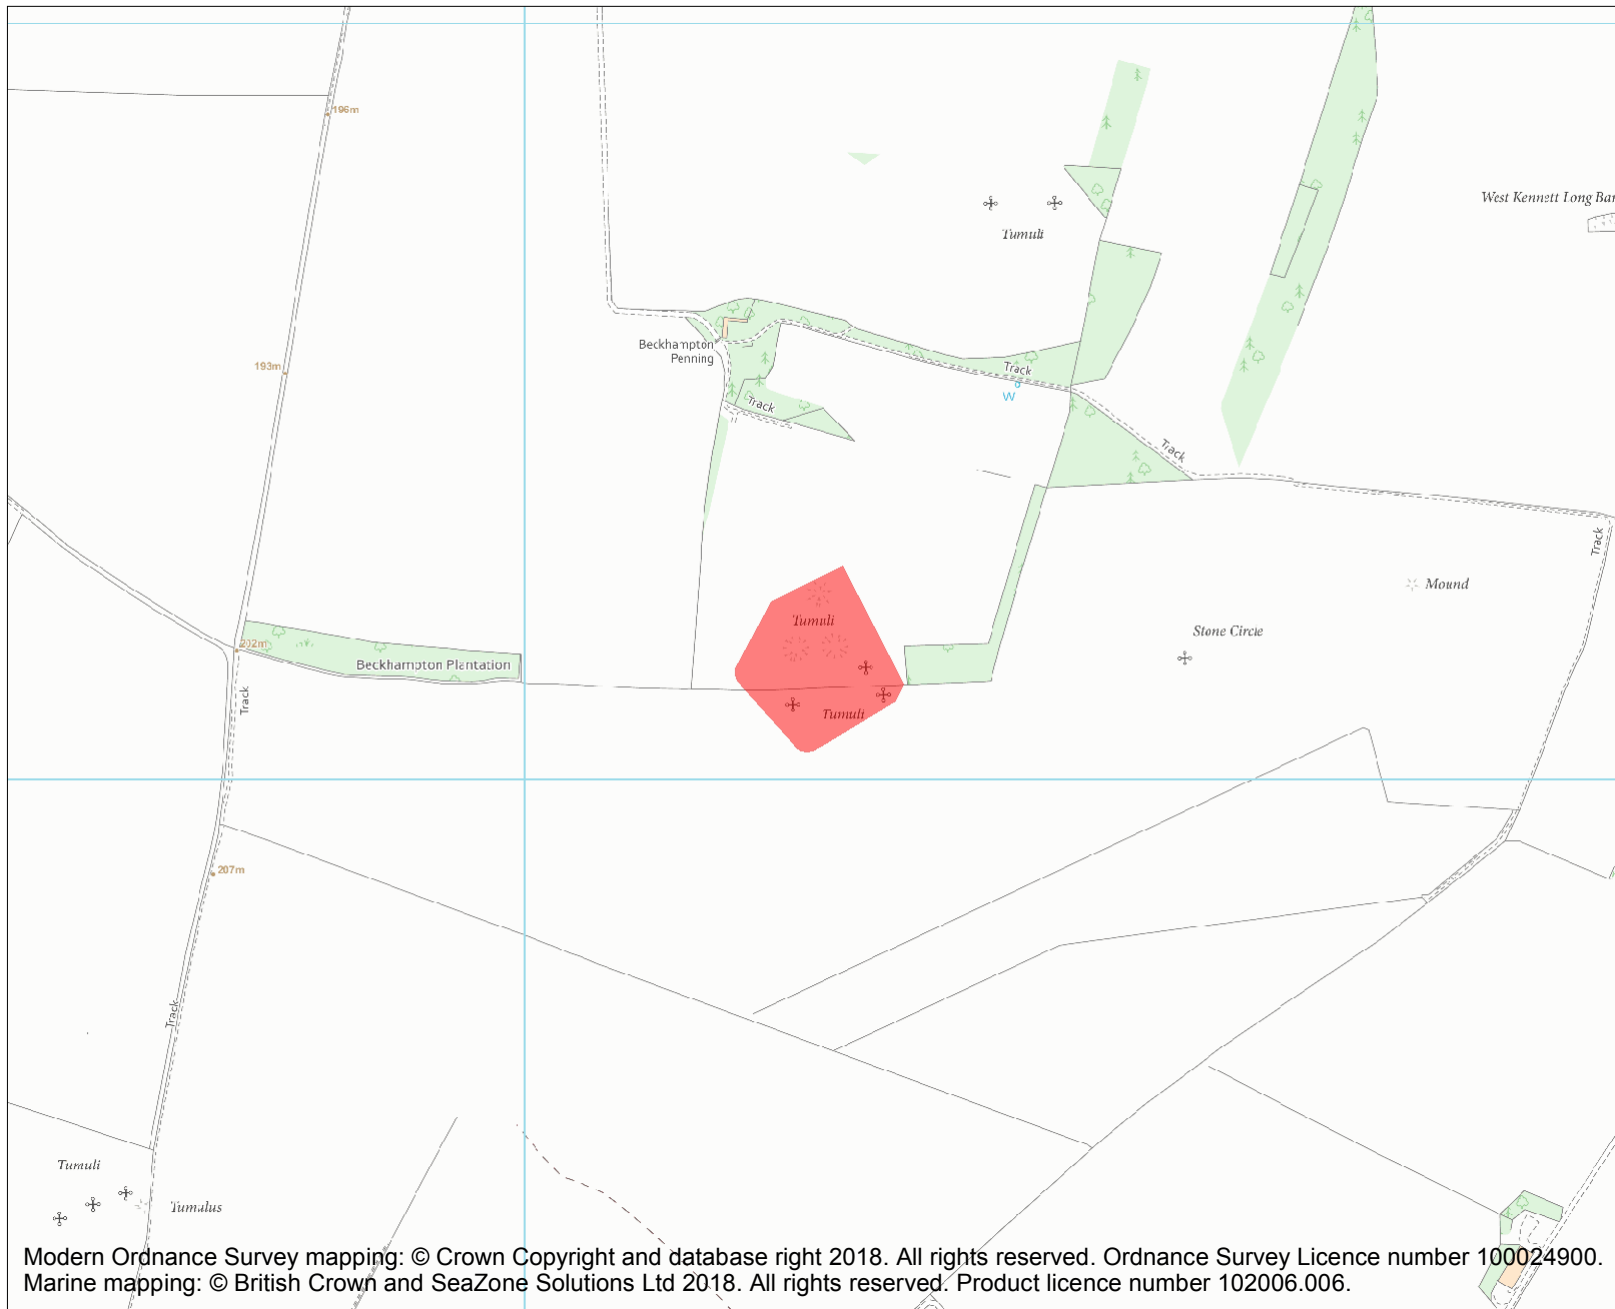 196m
West Kennett Long Bar
Tumuli
Beckhampton
Penning
193m
Track
W
Track
Track
Track
Mound
Tumuli
Stone Circle
202m
Beckhampton Plantation
Track
Tumuli
207m
Track
Tumuli
Tumulus
Modern Ordnance Survey mapping: © Crown Copyright and database right 2018. All rights reserved. Ordnance Survey Licence number 100024900.
Marine mapping: © British Crown and SeaZone Solutions Ltd 2018. All rights reserved. Product licence number 102006.006.